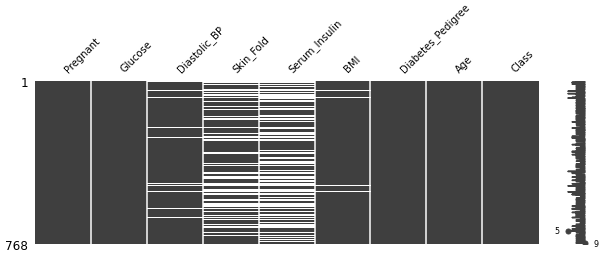 Pregnant
Glucose
Diastolic_BP
Skin_Fold
Serum_Insulin
BMI
Diabetes_Pedigree
Age
Class
1
768
5
9